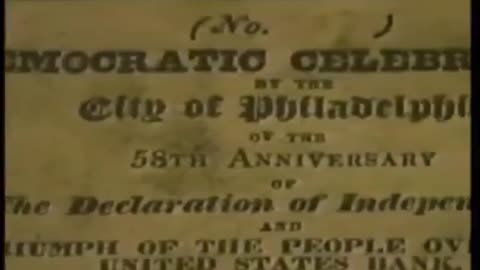 (No. )
EMOCRATIC CELEBR
BY THE
City of Philadelphi
OF THE
58TH ANNIVERSARY
OF
The Declaration of Indepen
AND
RIUMPH OF THE PEOPLE OV
UNITED STATES BANK.